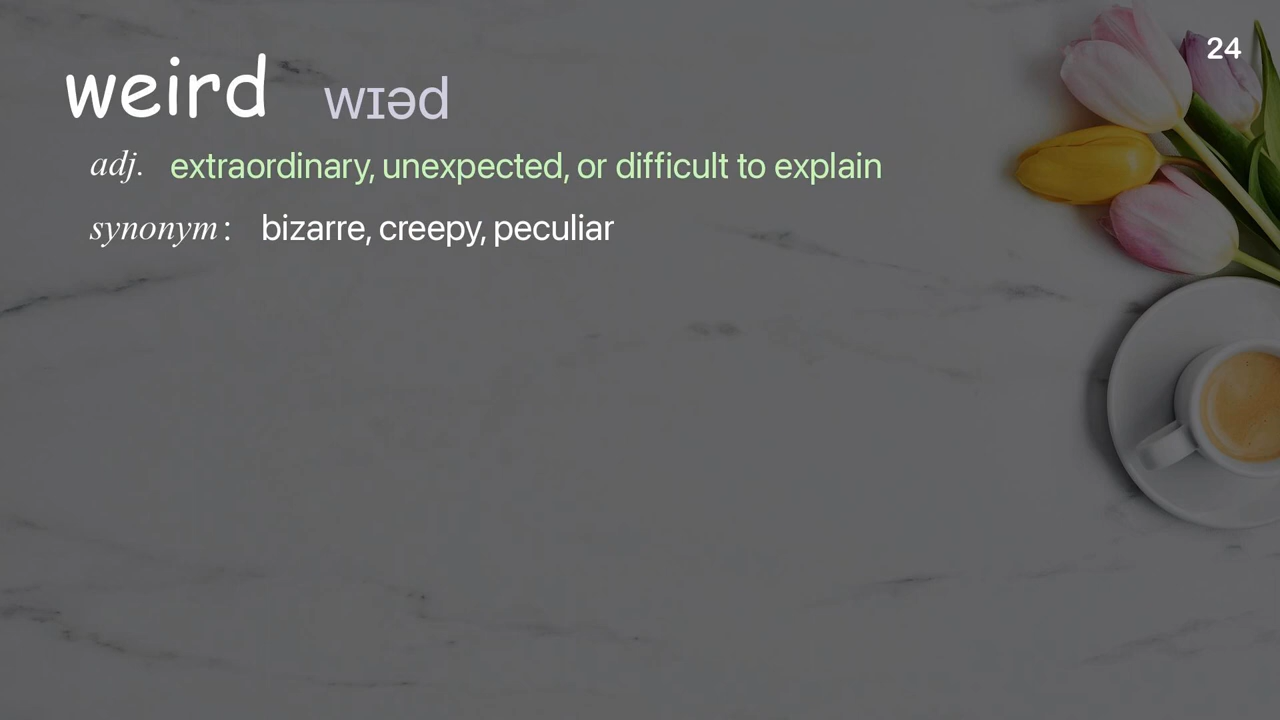 24
weird wɪəd
adj. extraordinary, unexpected, or difficult to explain
synonym: bizarre, creepy, peculiar